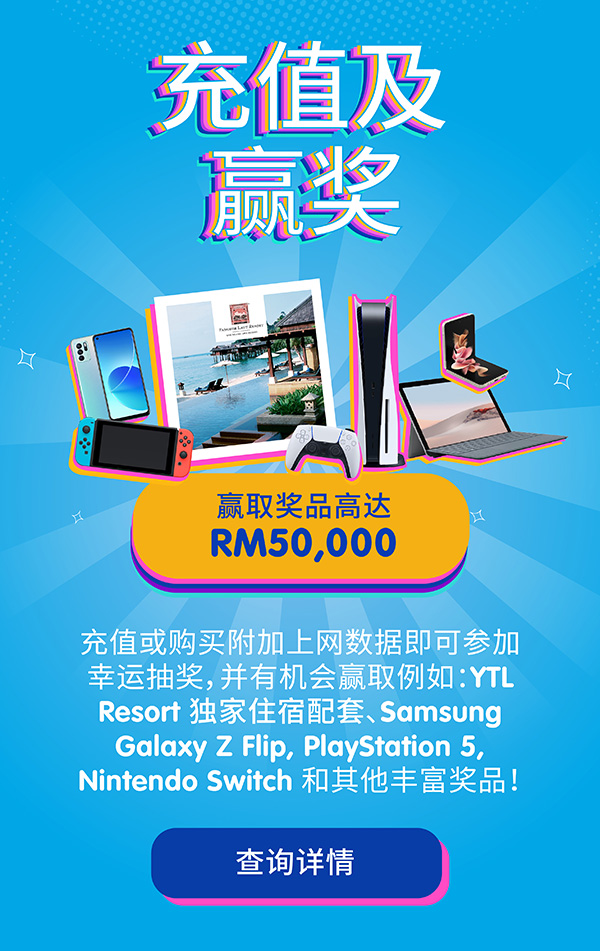 充值及
赢奖
PANGKOR LAUT RESORT
赢取奖品高达
RM50,000
充值或购买附加上网数据即可参加
幸运抽奖，并有机会赢取例如：YTL
Resort 独家住宿配套、Samsung
Galaxy Z Flip, PlayStation 5,
Nintendo Switch 和其他丰富奖品！
查询详情